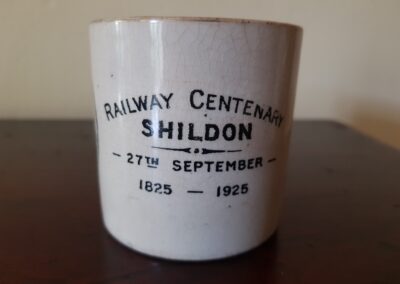 RAILWAY CENTENARY
SHILDON
– 27TH SEPTEMBER –
1825 — 1925